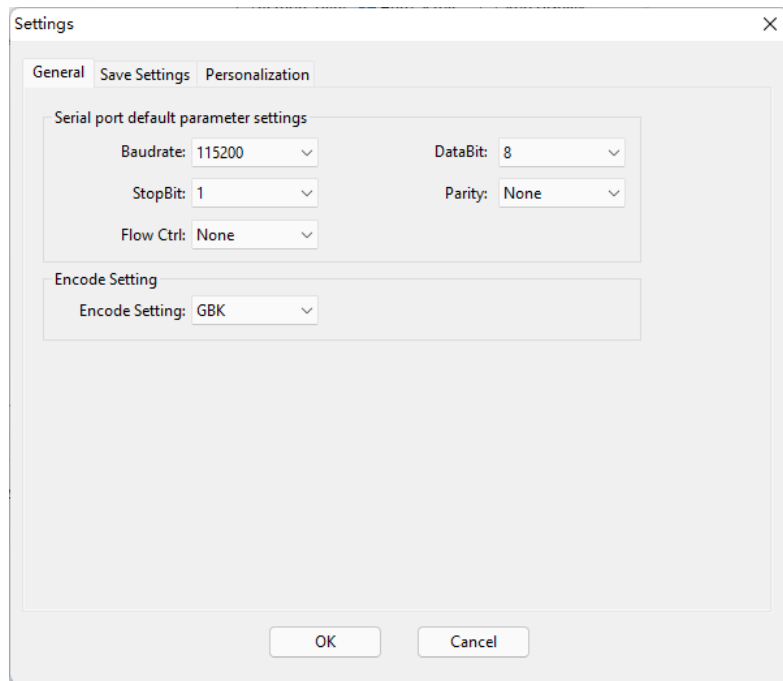 Settings
General Save Settings Personalization
Serial port default parameter settings
Baudrate: 115200 DataBit: 8
StopBit: 1 Parity: None
Flow Ctrl: None
Encode Setting
Encode Setting: GBK
OK Cancel